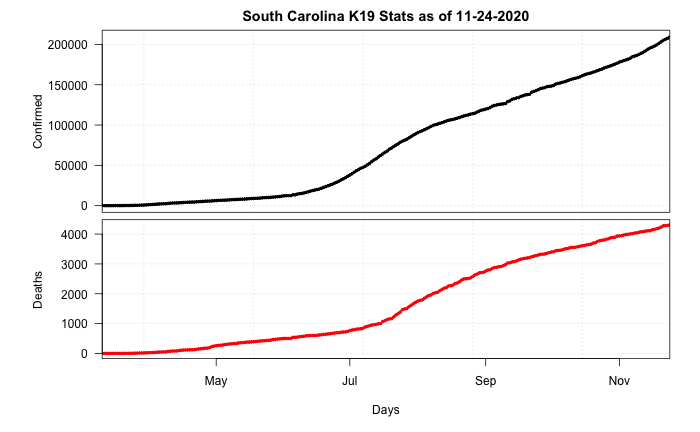 South Carolina K19 Stats as of 11-24-2020
Confirmed
200000
150000
100000
50000
0
Deaths
4000
3000
2000
1000
0
May Jul Sep Nov
Days